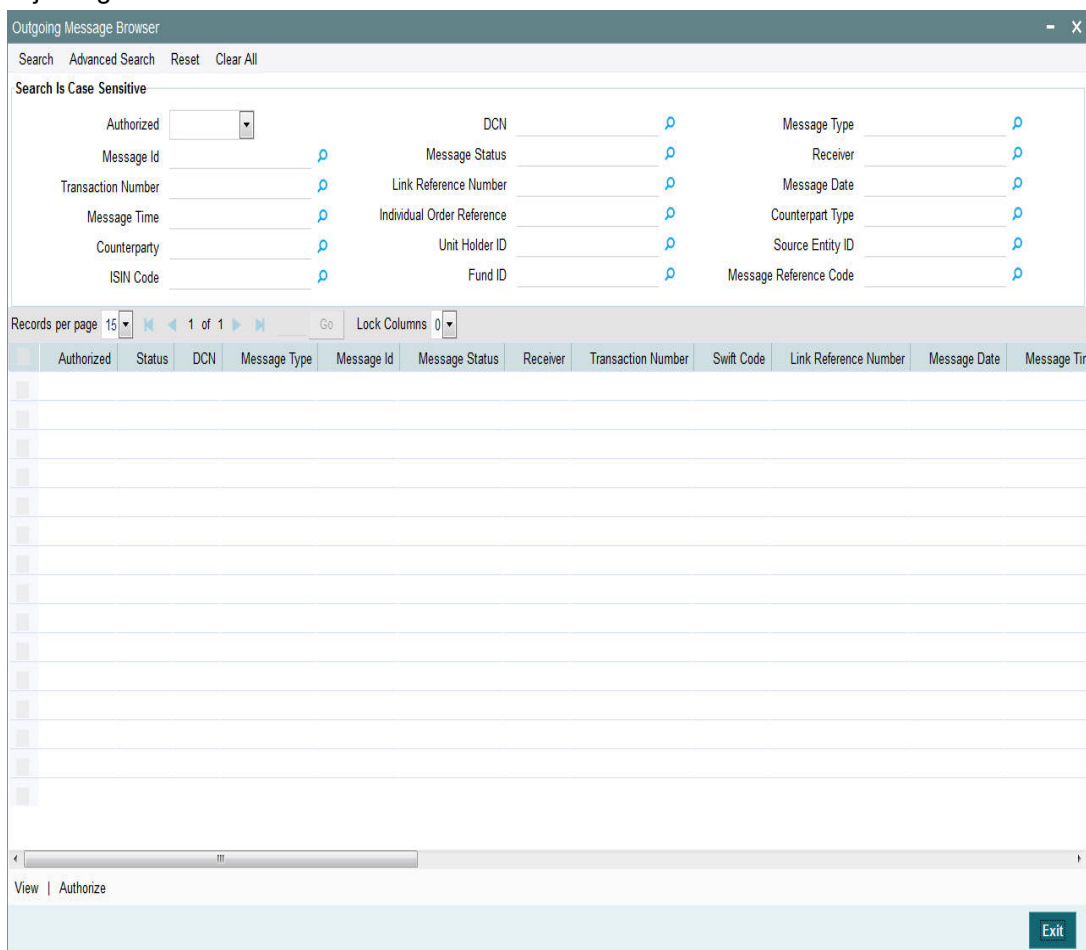 Outgoing Message Browser
Search Advanced Search Reset Clear All
Search Is Case Sensitive
Authorized DCN Message Type
Message Id Message Status Receiver
Transaction Number Link Reference Number Message Date
Message Time Individual Order Reference Counterpart Type
Counterparty Unit Holder ID Source Entity ID
ISIN Code Fund ID Message Reference Code
Records per page 15 1 of 1 Go Lock Columns 0
Authorized Status DCN Message Type Message Id Message Status Receiver Transaction Number Swift Code Link Reference Number Message Date Message Tim
View | Authorize
Exit